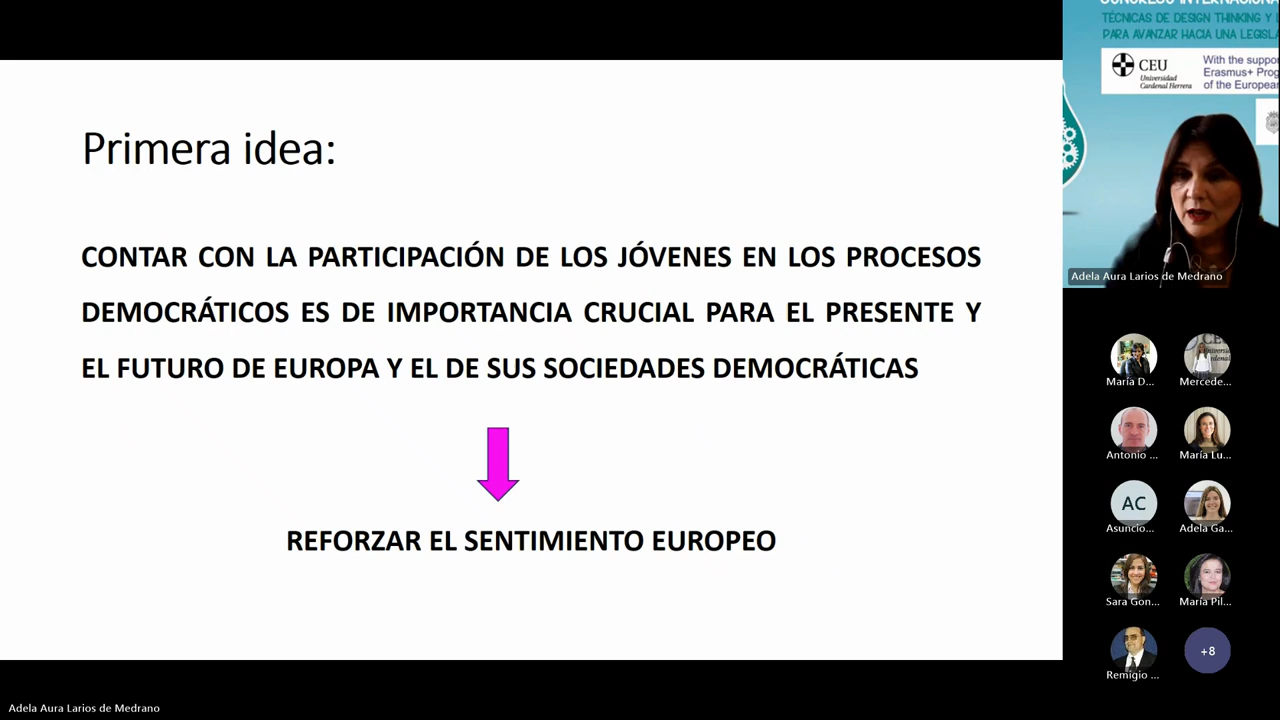 Primera idea:
CONTAR CON LA PARTICIPACIÓN DE LOS JÓVENES EN LOS PROCESOS
DEMOCRÁTICOS ES DE IMPORTANCIA CRUCIAL PARA EL PRESENTE Y
EL FUTURO DE EUROPA Y EL DE SUS SOCIEDADES DEMOCRÁTICAS
REFORZAR EL SENTIMIENTO EUROPEO
TÉCNICAS DE DESIGN THINKING Y
PARA AVANZAR HACIA UNA
CEU
Universidad
Cardenal Herrera
With the
Erasmus+
of the European
Adela Aura Larios de Medrano
María D...
Mercede...
Antonio ...
María Lu...
AC
Asuncio...
Adela Ga...
Sara Gon...
María Pil...
Remigio ...
+8
Adela Aura Larios de Medrano